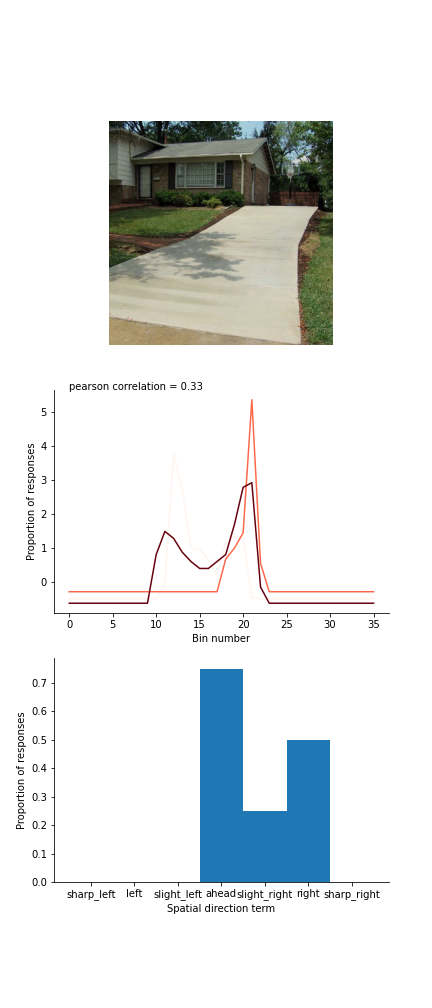 pearson correlation = 0.33
Proportion of responses
5
4
3
2
1
0
0 5 10 15 20 25 30 35
Bin number
Proportion of responses
0.7
0.6
0.5
0.4
0.3
0.2
0.1
0.0
sharp_left left slight_left ahead slight_right right sharp_right
Spatial direction term